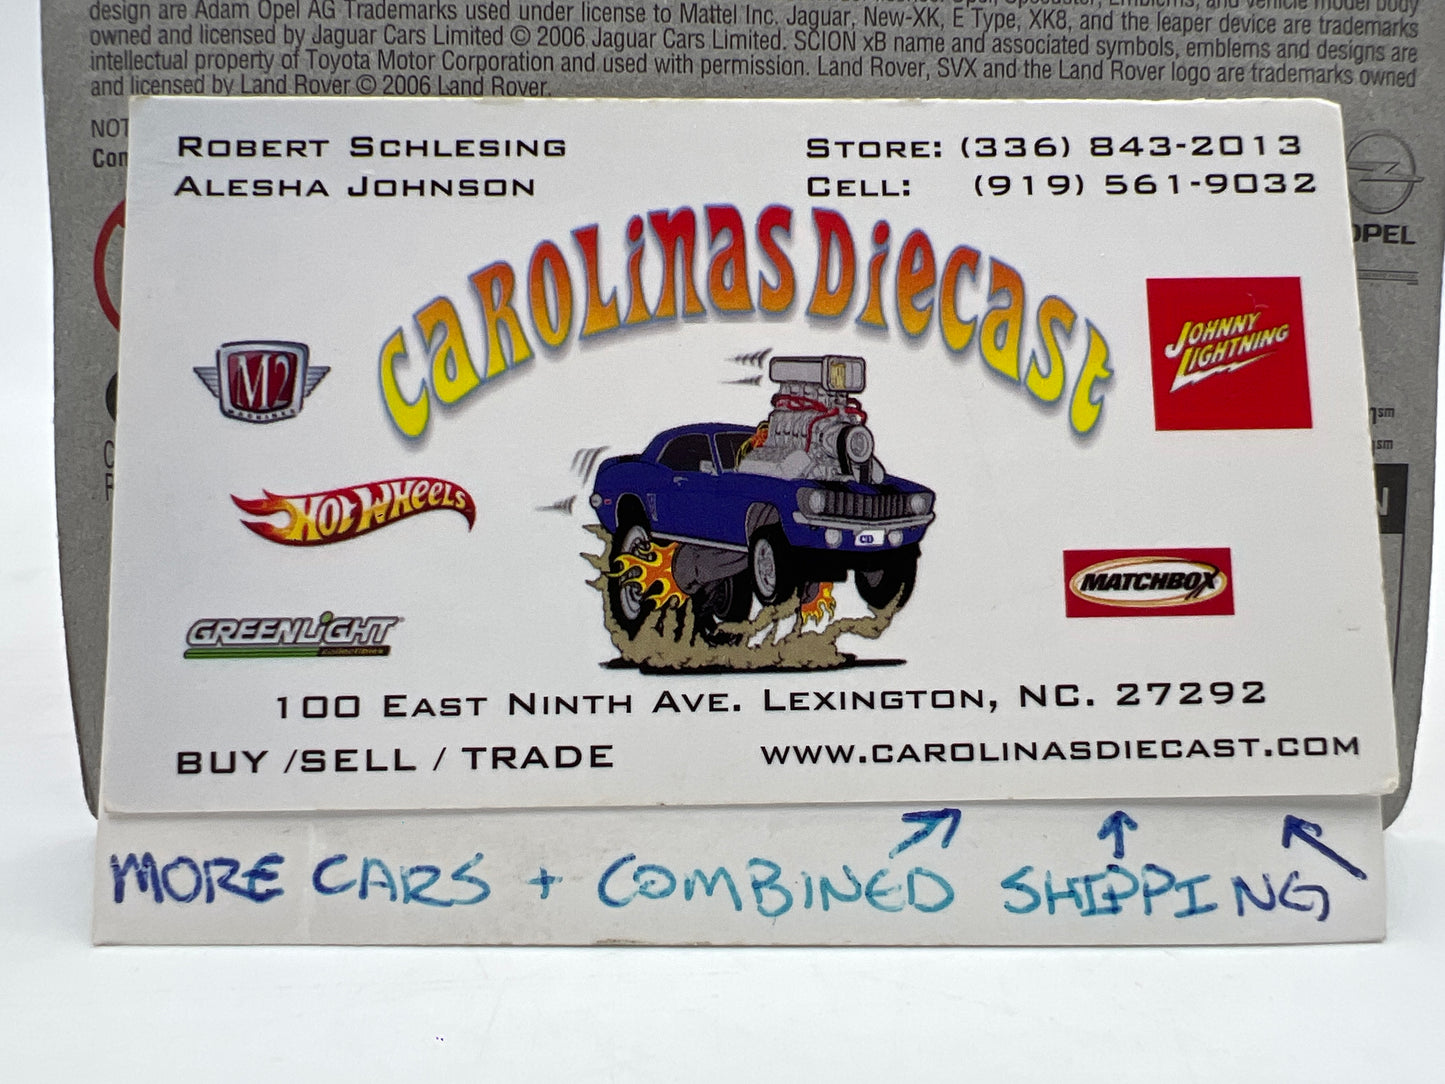 design are Adam Opel AG Trademarks used under license to Mattel Inc. Jaguar, New-XK, E Type, XK8, and the leaper device are trademarks
owned and licensed by Jaguar Cars Limited © 2006 Jaguar Cars Limited. SCION xB name and associated symbols, emblems and designs are
intellectual property of Toyota Motor Corporation and used with permission. Land Rover, SVX and the Land Rover logo are trademarks owned
and licensed by Land Rover © 2006 Land Rover.
NOT
Con
ROBERT SCHLESING
ALESHA JOHNSON
STORE: (336) 843-2013
CELL: (919) 561-9032
OPEL
CAROLINAS DIECAST
M2
MACHINES
JOHNNY
LIGHTNING
HOT WHEELS
CD
MATCHBOX
GREENLIGHT
collectibles
100 EAST NINTH AVE. LEXINGTON, NC. 27292
BUY /SELL / TRADE
WWW.CAROLINASDIECAST.COM
MORE CARS + COMBINED SHIPPING